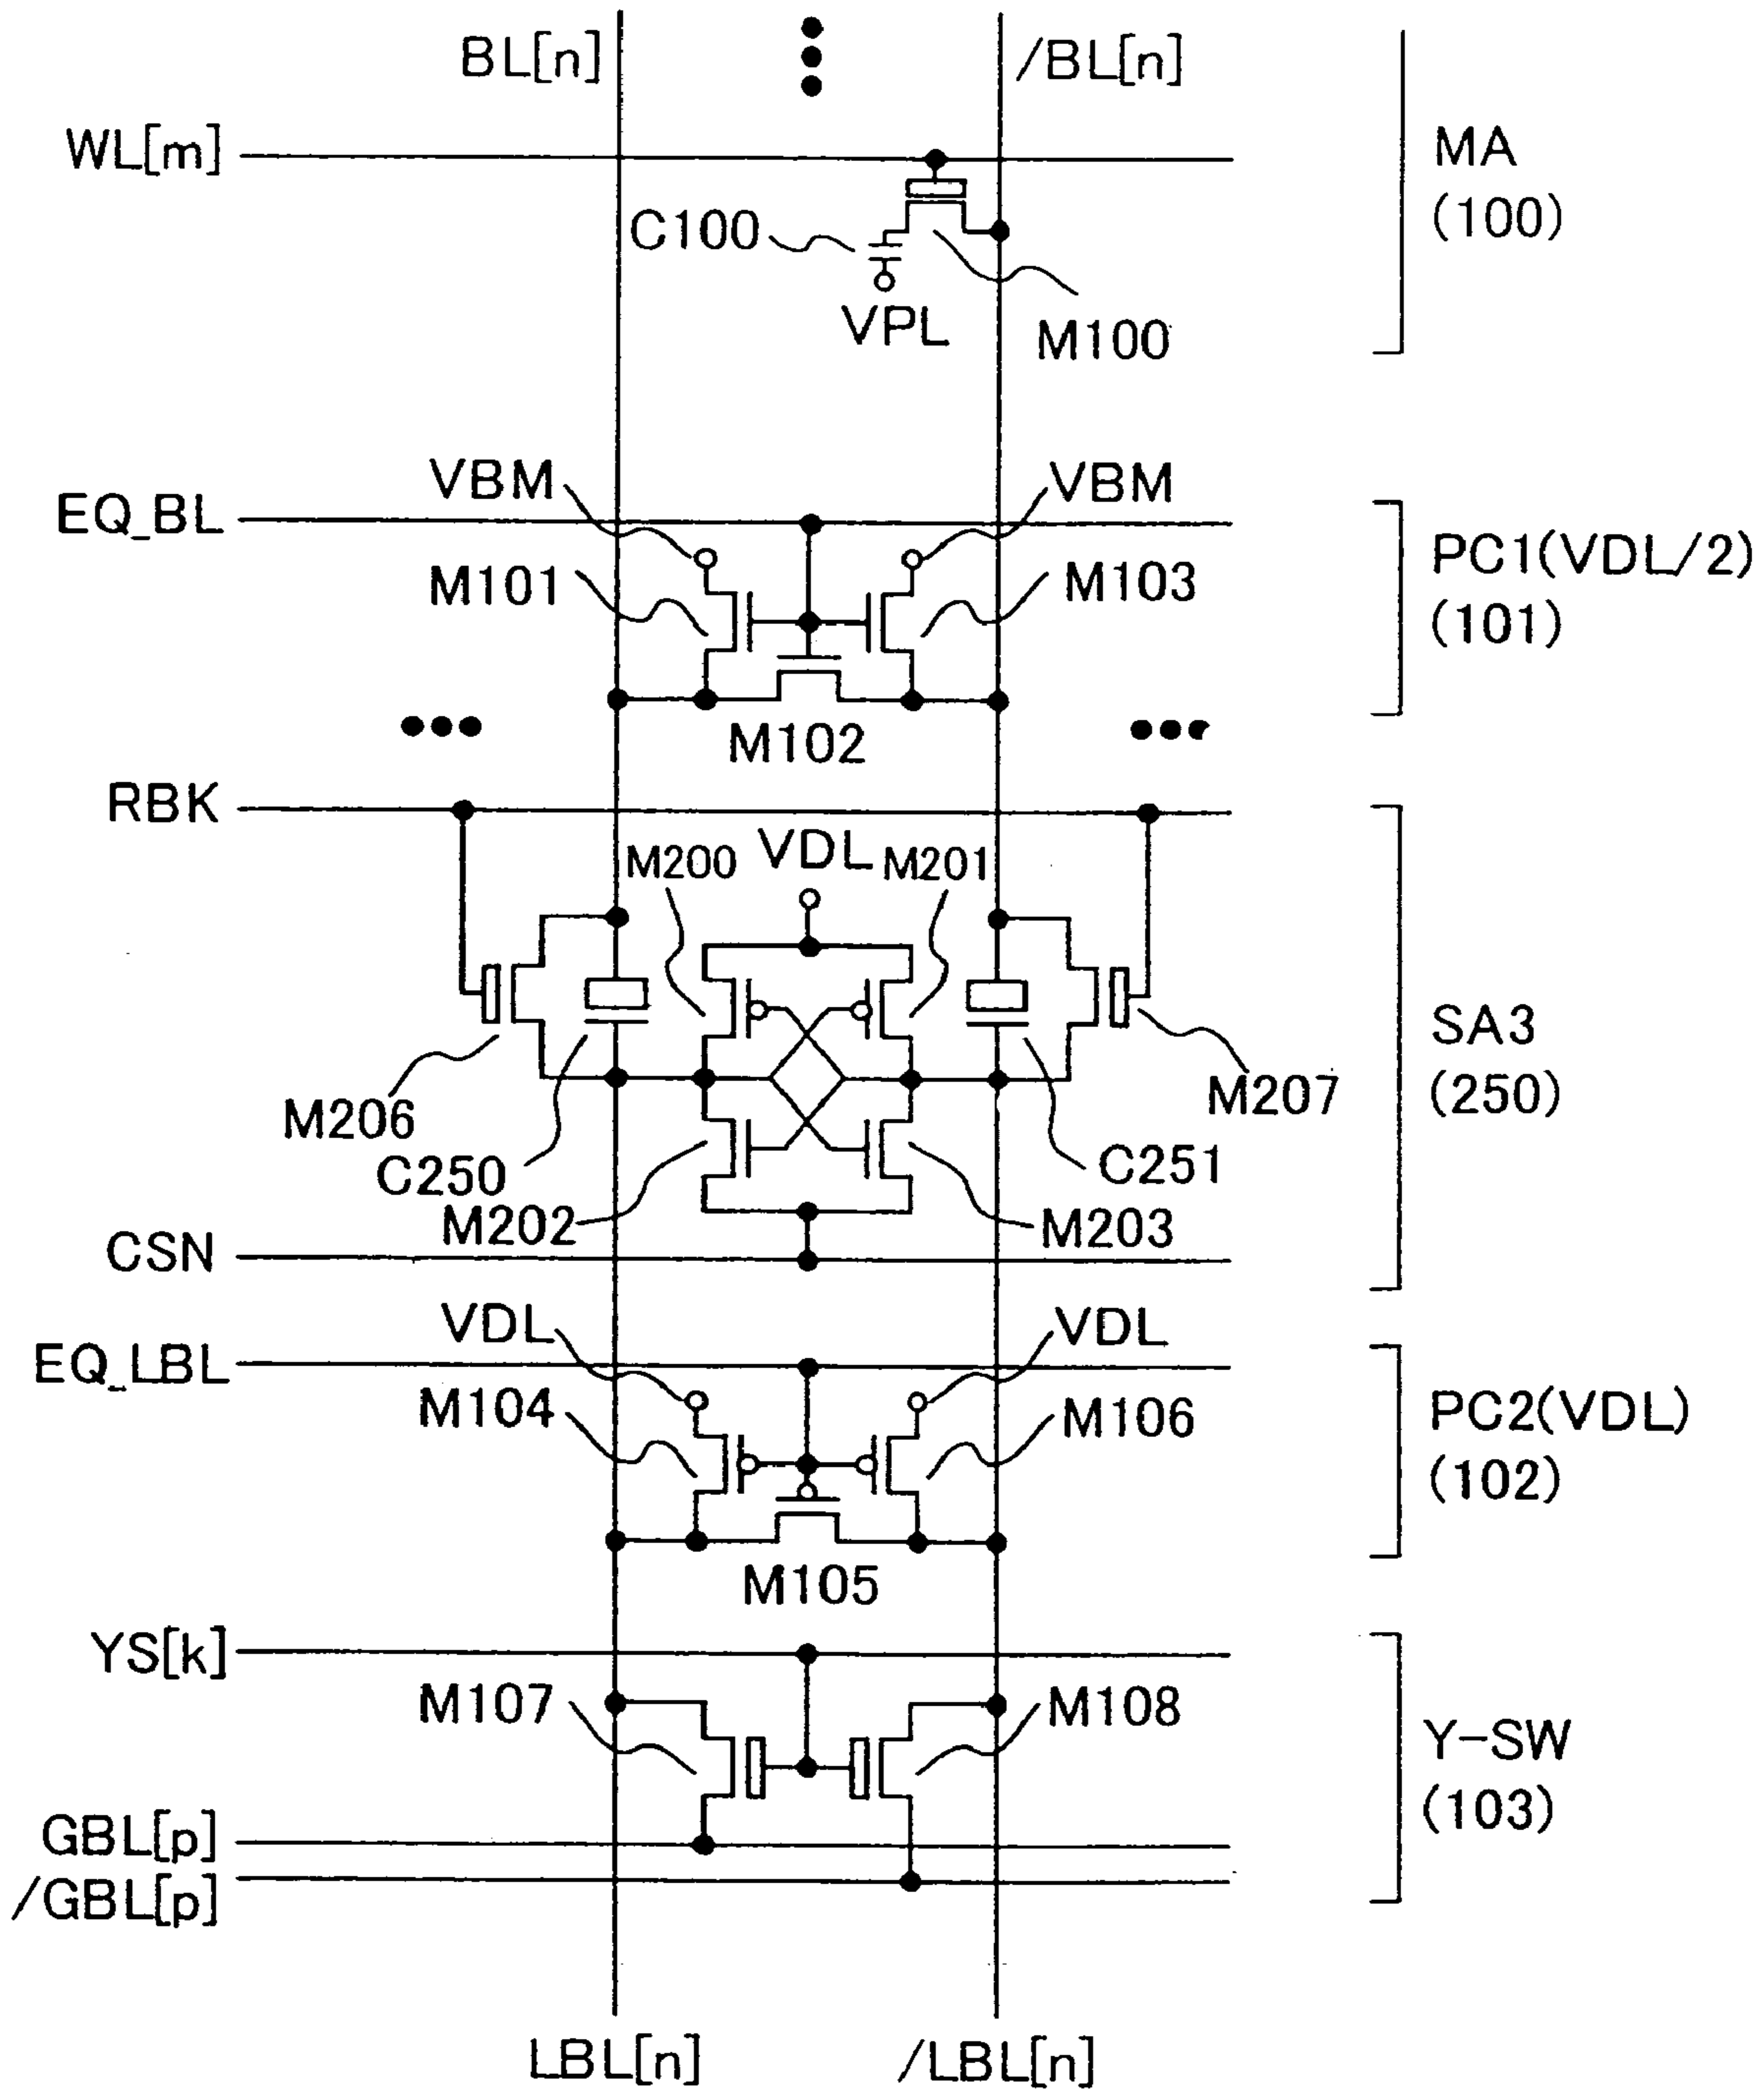 BL[n]
/BL[n]
WL[m]
MA
(100)
C100
VPL
M100
VBM
VBM
EQ_BL
PC1(VDL/2)
(101)
M101
M103
M102
RBK
M200
VDL
M201
SA3
(250)
M206
M207
C250
C251
M202
M203
CSN
VDL
VDL
EQ_LBL
M104
M106
PC2(VDL)
(102)
M105
YS[k]
M107
M108
Y-SW
(103)
GBL[p]
/GBL[p]
LBL[n]
/LBL[n]